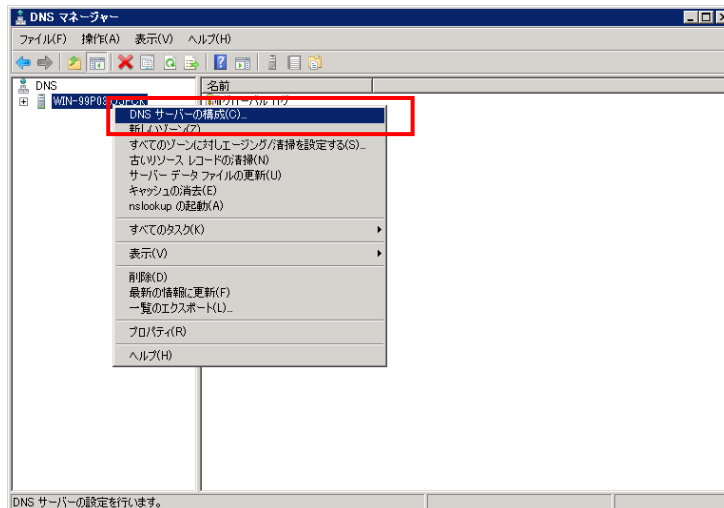 DNS マネージャー
ファイル(F) 操作(A) 表示(V) ヘルプ(H)
DNS
名前
DNS サーバーの構成(C)...
新しいゾーン(Z)...
すべてのゾーンに対しエージング/清掃を設定する(S)...
古いリソース レコードの清掃(N)
サーバー データ ファイルの更新(U)
キャッシュの消去(E)
nslookup の起動(A)
すべてのタスク(K)
表示(V)
削除(D)
最新の情報に更新(F)
一覧のエクスポート(L)...
プロパティ(R)
ヘルプ(H)
DNS サーバーの設定を行います。